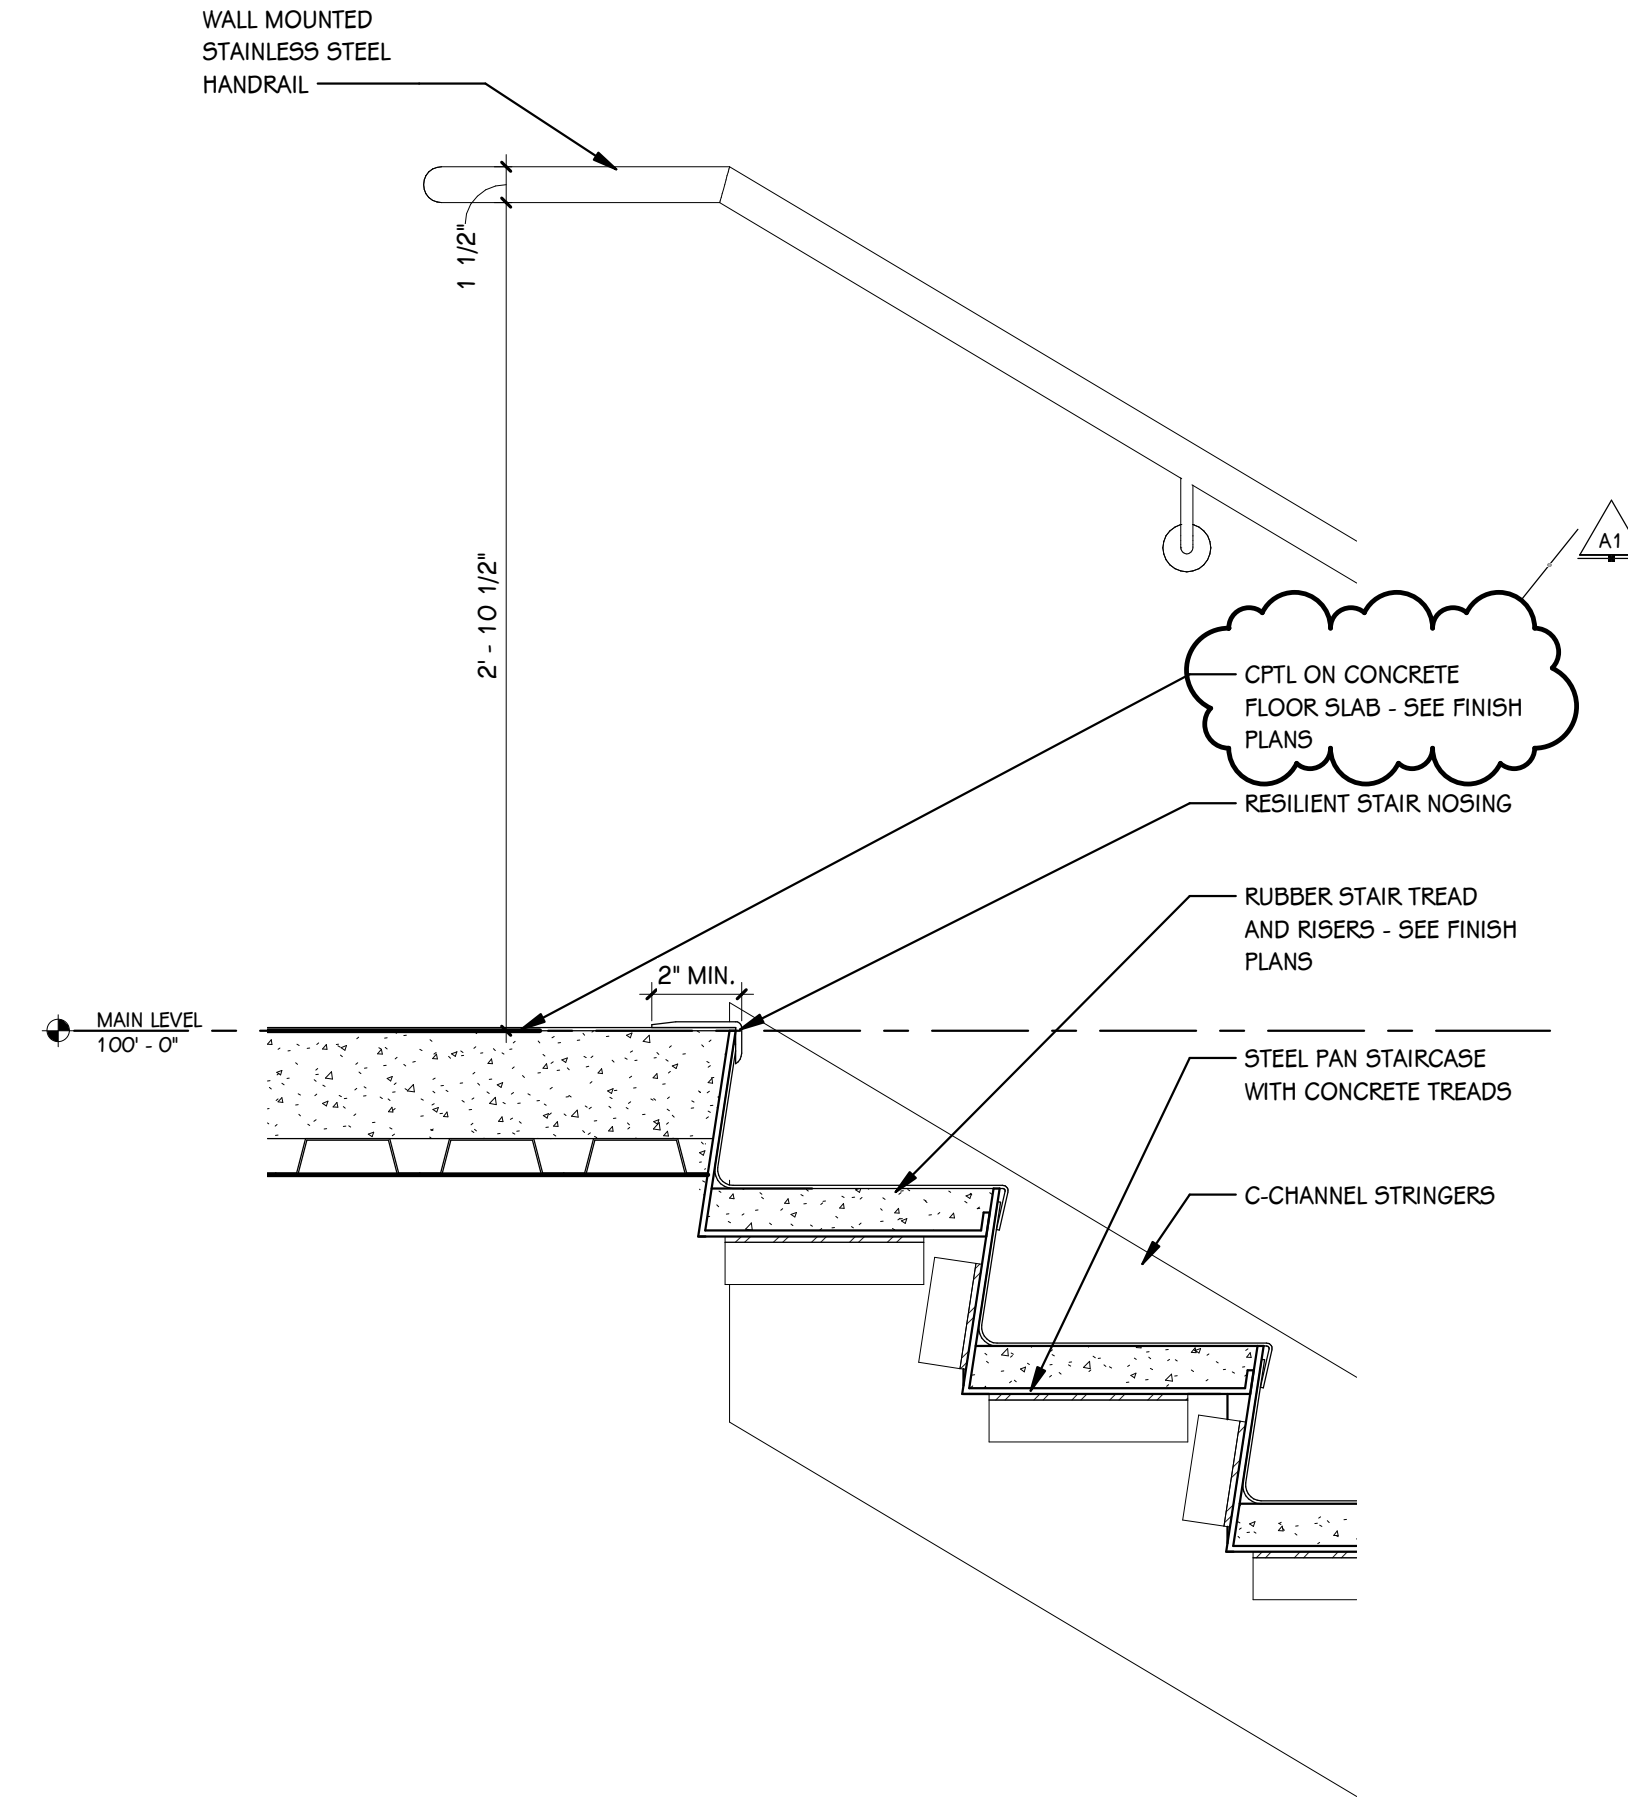 WALL MOUNTED
STAINLESS STEEL
HANDRAIL
1 1/2"
2' - 10 1/2"
A1
CPTL ON CONCRETE
FLOOR SLAB - SEE FINISH
PLANS
RESILIENT STAIR NOSING
RUBBER STAIR TREAD
AND RISERS - SEE FINISH
PLANS
2" MIN.
MAIN LEVEL
100' - 0"
STEEL PAN STAIRCASE
WITH CONCRETE TREADS
C-CHANNEL STRINGERS